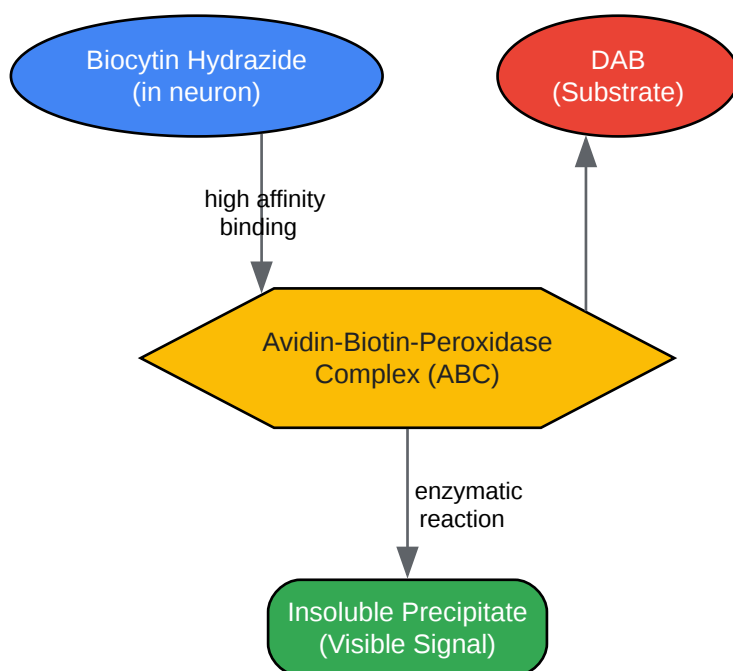 Biocytin Hydrazide
(in neuron)
DAB
(Substrate)
high affinity
binding
Avidin-Biotin-Peroxidase
Complex (ABC)
enzymatic
reaction
Insoluble Precipitate
(Visible Signal)